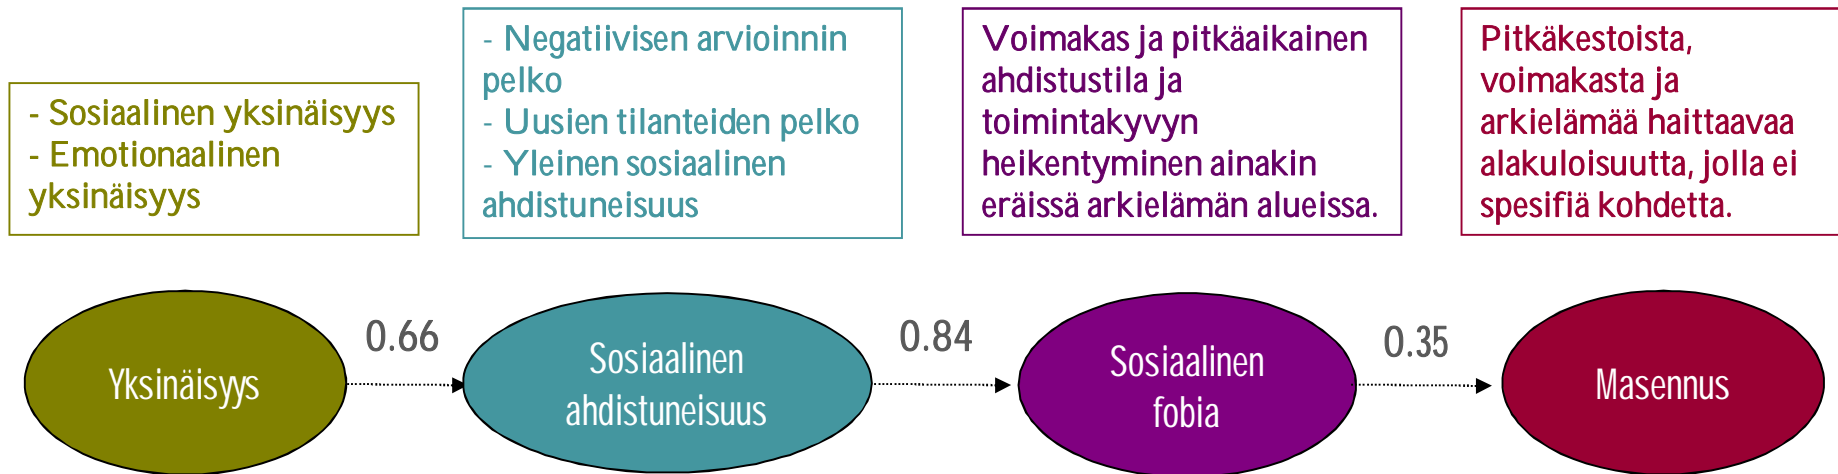 - Sosiaalinen yksinäisyys
- Emotionaalinen
yksinäisyys
- Negatiivisen arvioinnin
pelko
- Uusien tilanteiden pelko
- Yleinen sosiaalinen
ahdistuneisuus
Voimakas ja pitkäaikainen
ahdistustila ja
toimintakyvyn
heikentyminen ainakin
eräissä arkielämän alueissa.
Pitkäkestoista,
voimakasta ja
arkielämää haittaavaa
alakuloisuutta, jolla ei
spesifiä kohdetta.
Yksinäisyys
0.66
Sosiaalinen
ahdistuneisuus
0.84
Sosiaalinen
fobia
0.35
Masennus